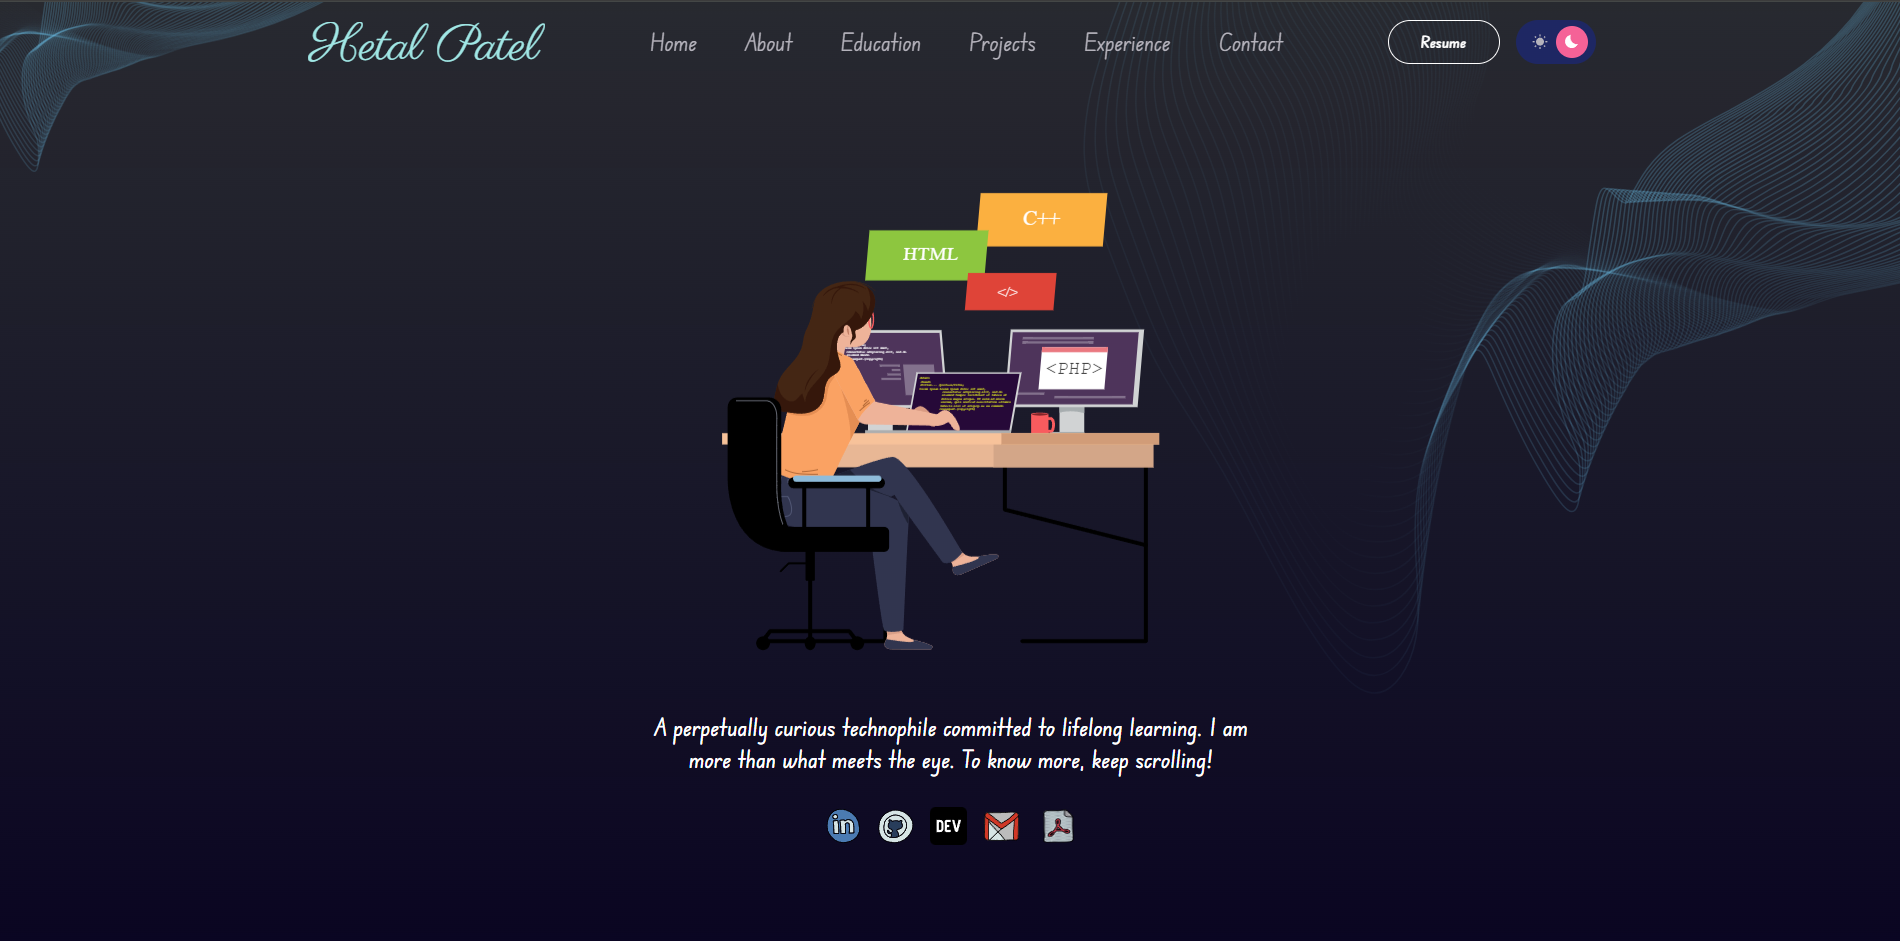 Hetal Patel
Home
About
Education
Projects
Experience
Contact
Resume
C++
HTML
</>
<PHP>
A perpetually curious technophile committed to lifelong learning. I am
more than what meets the eye. To know more, keep scrolling!
in
DEV